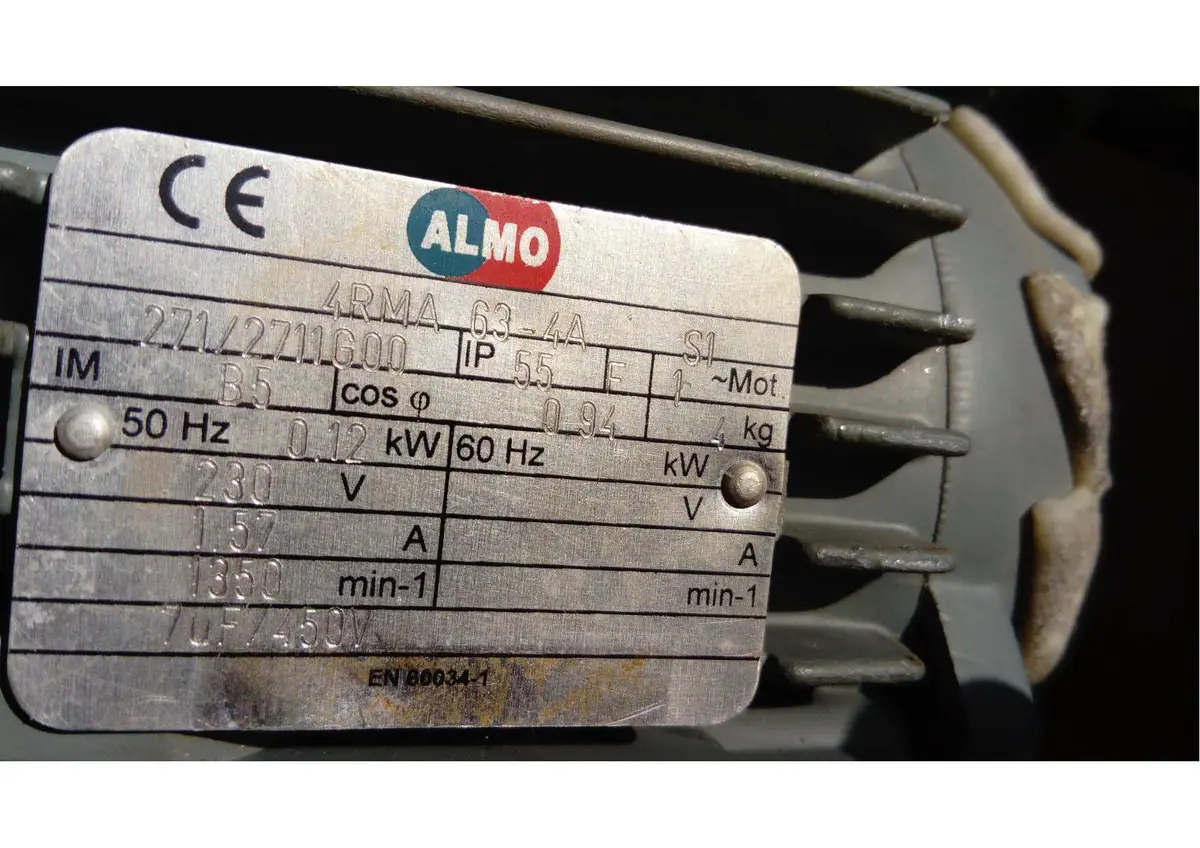 CE ALMO
4RMA 63-4A S1
271/2711G00 IP 55 F 1 ~Mot.
IM B5 cos φ 0.94 4 kg
50 Hz 0.12 kW 60 Hz kW
230 V V
1.57 A A
1350 min-1 min-1
7UF/450V
EN 60034-1